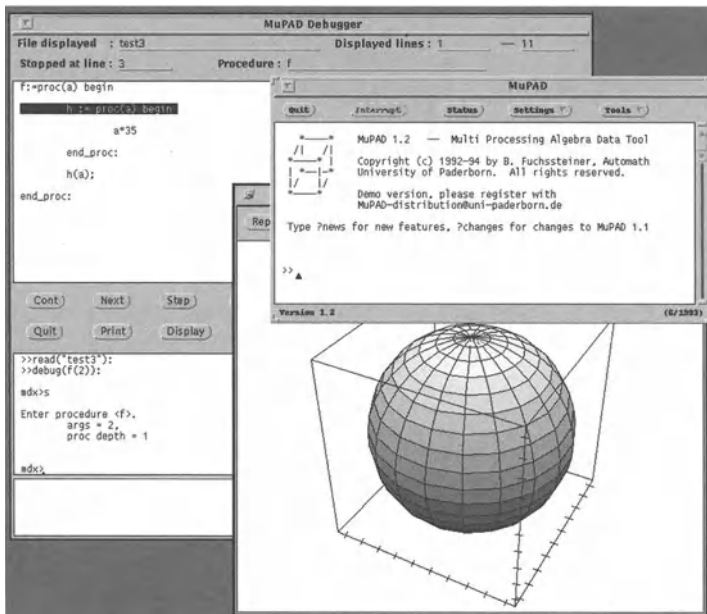 MuPAD Debugger
File displayed : test3 Displayed lines : 1 — 11
Stopped at line : 3 Procedure : f
f:=proc(a) begin
h := proc(a) begin
a*35
end_proc:
h(a);
end_proc:
Cont Next Step
Quit Print Display
>>read("test3"):
>>debug(f(2)):
mdx>s
Enter procedure <f>,
args = 2,
proc depth = 1
mdx>
MuPAD
Quit Interrupt Status Settings Tools
MuPAD 1.2 — Multi Processing Algebra Data Tool
Copyright (c) 1992-94 by B. Fuchssteiner, Automath
University of Paderborn. All rights reserved.
Demo version, please register with
MuPAD-distribution@uni-paderborn.de
Type ?news for new features, ?changes for changes to MuPAD 1.1
>>
Version 1.2 (6/1993)
Rep